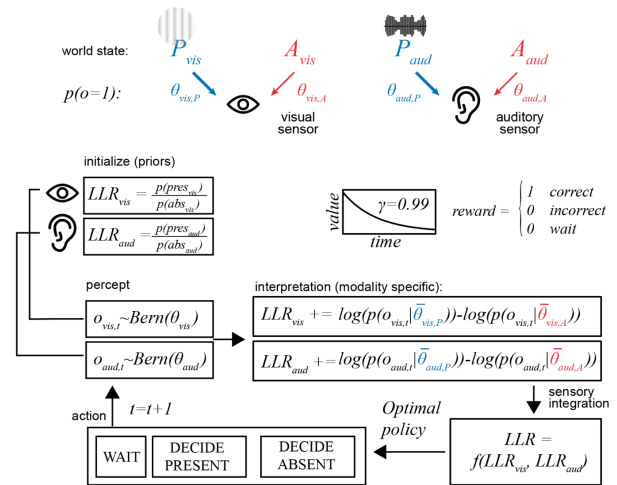 world state: P_vis A_vis P_aud A_aud
p(o=1): θ_vis,P θ_vis,A θ_aud,P θ_aud,A
visual sensor
auditory sensor
initialize (priors)
LLR_vis = p(pres_vis) / p(abs_vis)
LLR_aud = p(pres_aud) / p(abs_aud)
value
γ=0.99
time
reward = { 1 correct
0 incorrect
0 wait
percept
interpretation (modality specific):
o_vis,t~Bern(θ_vis)
LLR_vis += log(p(o_vis,t|θ̅_vis,P))-log(p(o_vis,t|θ̅_vis,A))
o_aud,t~Bern(θ_aud)
LLR_aud +=log(p(o_aud,t|θ̅_aud,P))-log(p(o_aud,t|θ̅_aud,A))
sensory
integration
action
t=t+1
Optimal
policy
WAIT
DECIDE
PRESENT
DECIDE
ABSENT
LLR =
f(LLR_vis, LLR_aud)